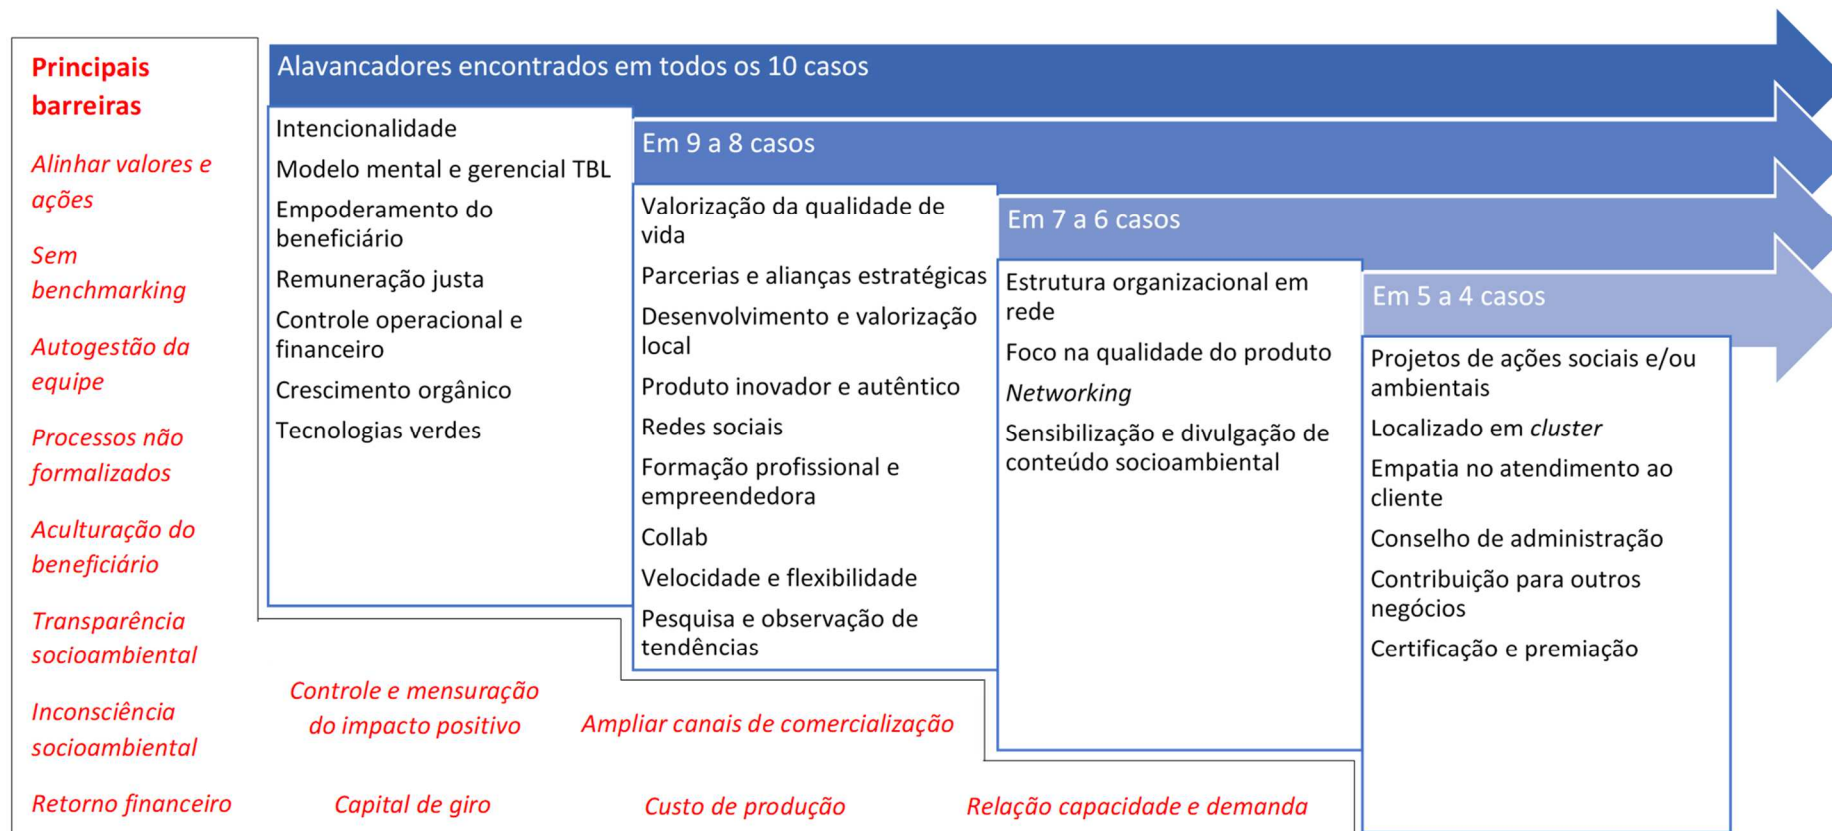 Principais
barreiras
Alinhar valores e
ações
Sem
benchmarking
Autogestão da
equipe
Processos não
formalizados
Aculturação do
beneficiário
Transparência
socioambiental
Inconsciência
socioambiental
Retorno financeiro
Alavancadores encontrados em todos os 10 casos
Intencionalidade
Modelo mental e gerencial TBL
Empoderamento do
beneficiário
Remuneração justa
Controle operacional e
financeiro
Crescimento orgânico
Tecnologias verdes
Em 9 a 8 casos
Valorização da qualidade de
vida
Parcerias e alianças estratégicas
Desenvolvimento e valorização
local
Produto inovador e autêntico
Redes sociais
Formação profissional e
empreendedora
Collab
Velocidade e flexibilidade
Pesquisa e observação de
tendências
Em 7 a 6 casos
Estrutura organizacional em
rede
Foco na qualidade do produto
Networking
Sensibilização e divulgação de
conteúdo socioambiental
Em 5 a 4 casos
Projetos de ações sociais e/ou
ambientais
Localizado em cluster
Empatia no atendimento ao
cliente
Conselho de administração
Contribuição para outros
negócios
Certificação e premiação
Controle e mensuração
do impacto positivo
Ampliar canais de comercialização
Capital de giro
Custo de produção
Relação capacidade e demanda